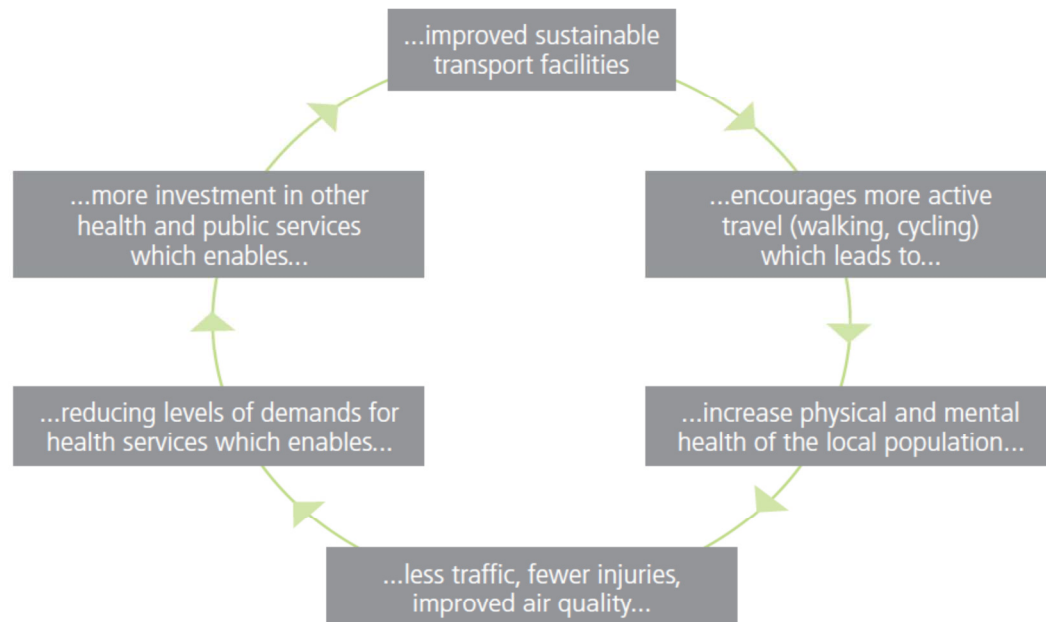 ...improved sustainable
transport facilities
...encourages more active
travel (walking, cycling)
which leads to...
...increase physical and mental
health of the local population...
...less traffic, fewer injuries,
improved air quality...
...reducing levels of demands for
health services which enables...
...more investment in other
health and public services
which enables...